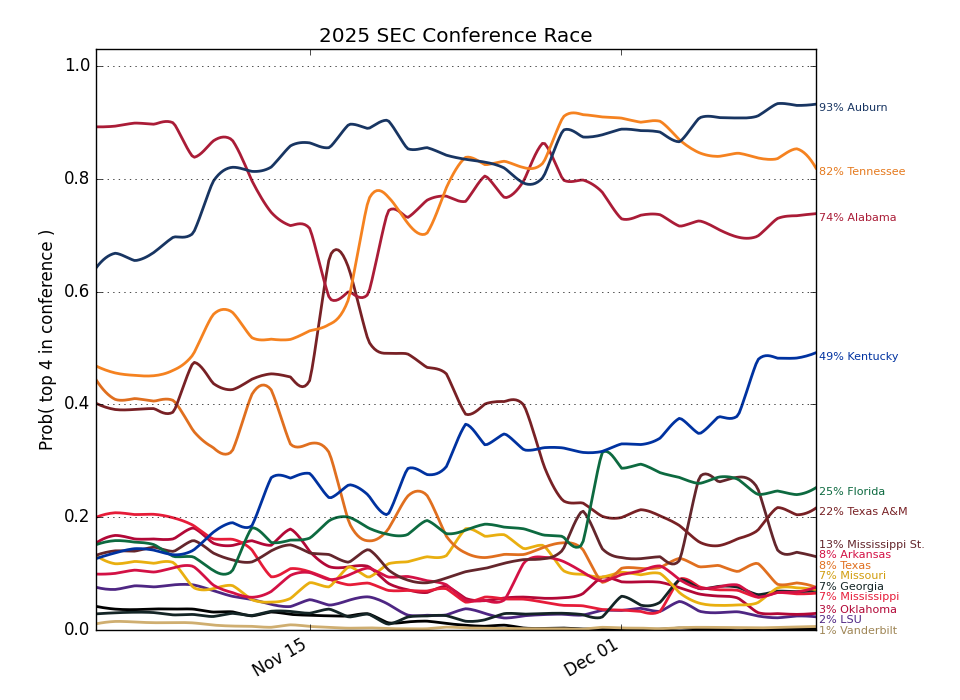 2025 SEC Conference Race
Prob( top 4 in conference )
1.0
0.8
0.6
0.4
0.2
0.0
Nov 15
Dec 01
93% Auburn
82% Tennessee
74% Alabama
49% Kentucky
25% Florida
22% Texas A&M
13% Mississippi St.
8% Arkansas
8% Texas
7% Missouri
7% Georgia
7% Mississippi
3% Oklahoma
2% LSU
1% Vanderbilt